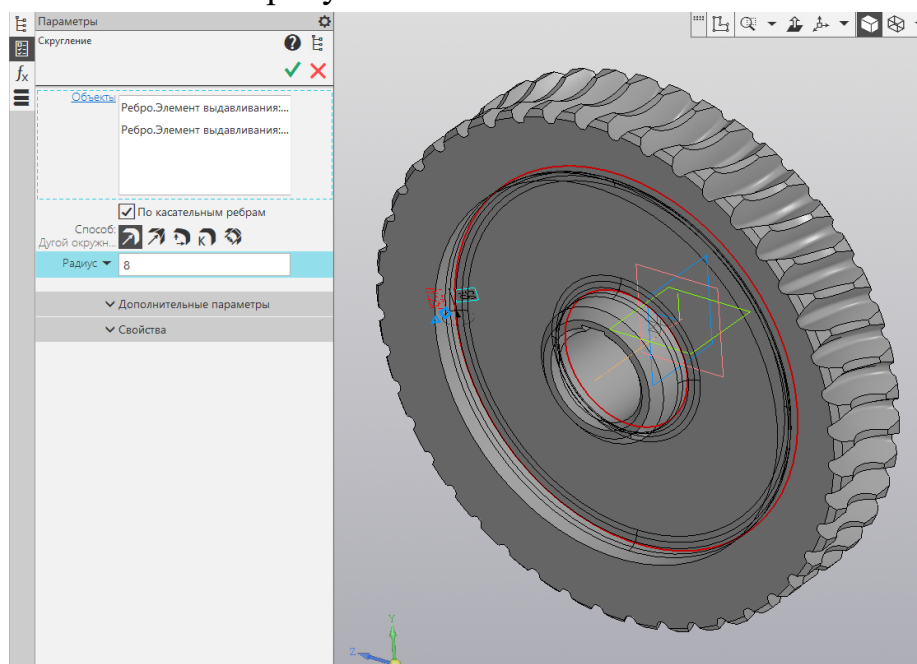 Параметры
Скругление
Объекты
Ребро.Элемент выдавливания:...
Ребро.Элемент выдавливания:...
По касательным ребрам
Способ:
Дугой окружн...
Радиус 8
Дополнительные параметры
Свойства
fx
K
Y
Z